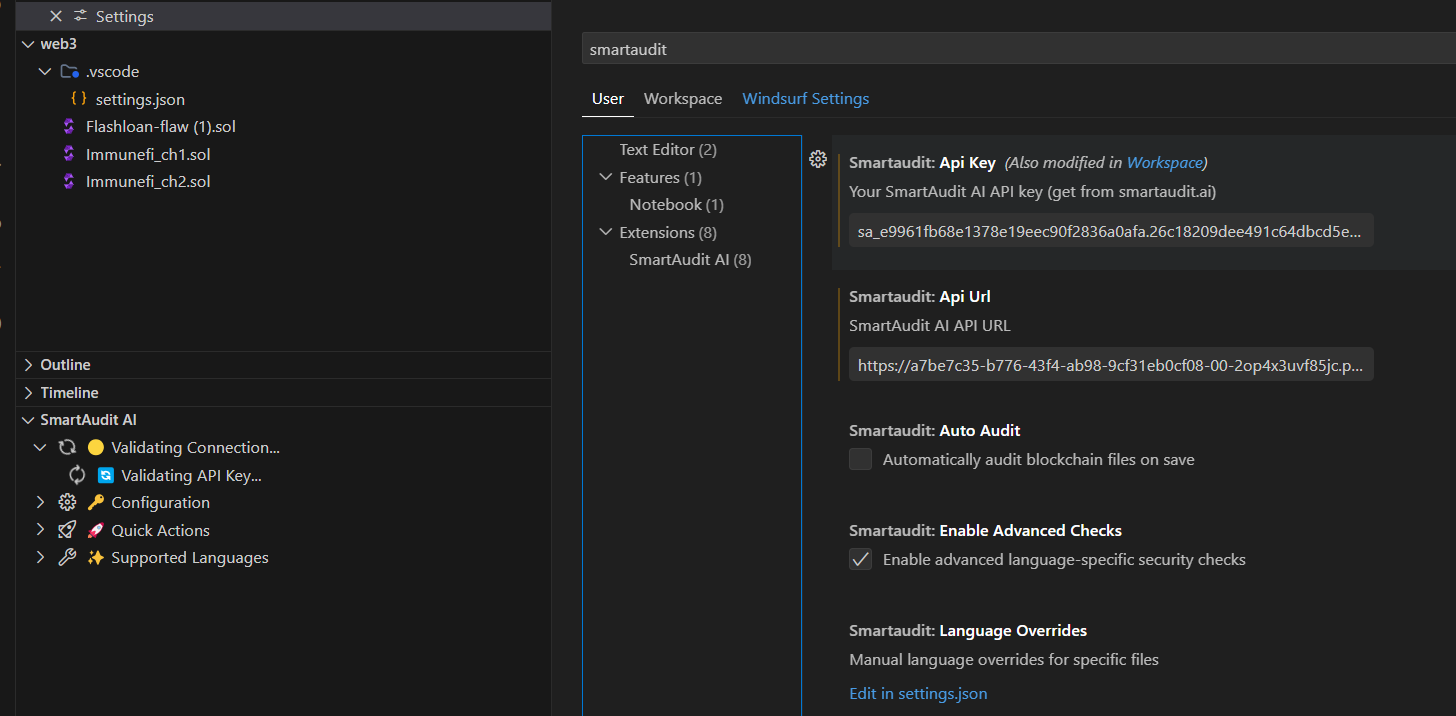 Settings
web3
.vscode
settings.json
Flashloan-flaw (1).sol
Immunefi_ch1.sol
Immunefi_ch2.sol
Outline
Timeline
SmartAudit AI
Validating Connection...
Validating API Key...
Configuration
Quick Actions
Supported Languages
smartaudit
User Workspace Windsurf Settings
Text Editor (2)
Features (1)
Notebook (1)
Extensions (8)
SmartAudit AI (8)
Smartaudit: Api Key (Also modified in Workspace)
Your SmartAudit AI API key (get from smartaudit.ai)
sa_e9961fb68e1378e19eec90f2836a0afa.26c18209dee491c64dbcd5e...
Smartaudit: Api Url
SmartAudit AI API URL
https://a7be7c35-b776-43f4-ab98-9cf31eb0cf08-00-2op4x3uvf85jc.p...
Smartaudit: Auto Audit
Automatically audit blockchain files on save
Smartaudit: Enable Advanced Checks
Enable advanced language-specific security checks
Smartaudit: Language Overrides
Manual language overrides for specific files
Edit in settings.json